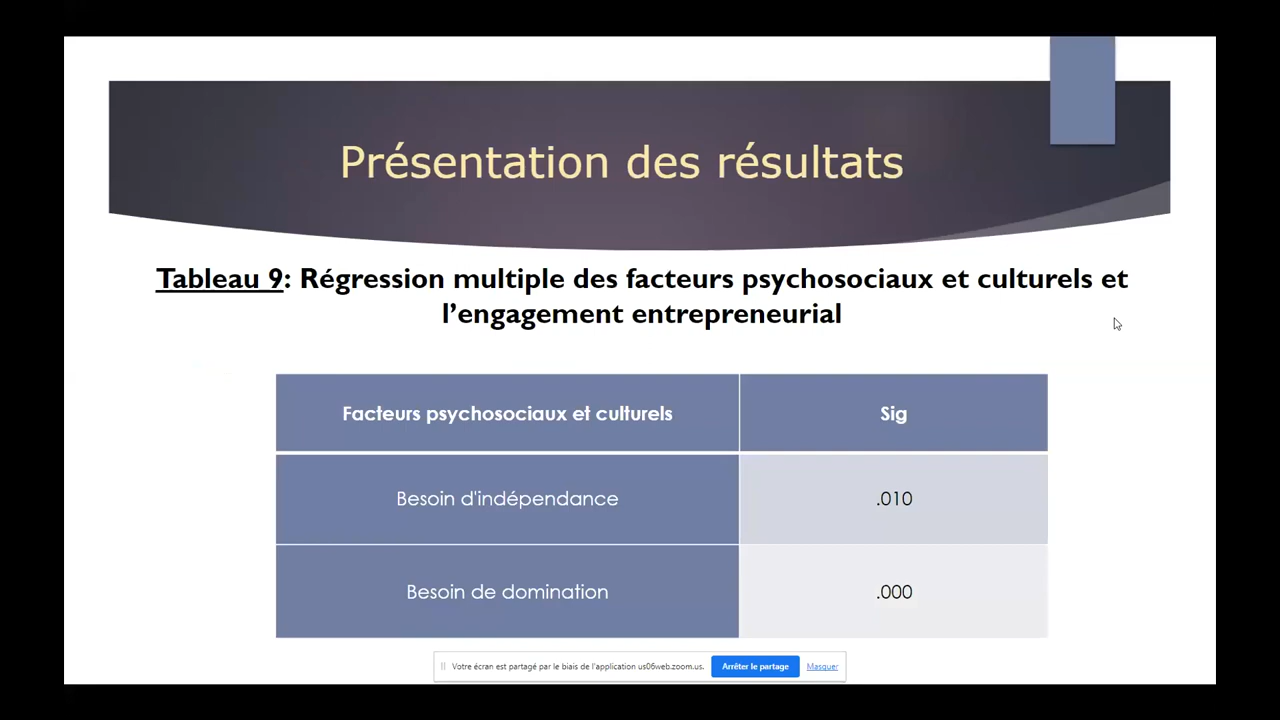 Présentation des résultats
Tableau 9: Régression multiple des facteurs psychosociaux et culturels et
l’engagement entrepreneurial
Facteurs psychosociaux et culturels Sig
Besoin d'indépendance .010
Besoin de domination .000
Votre écran est partagé par le biais de l'application us06web.zoom.us. Arrêter le partage Masquer